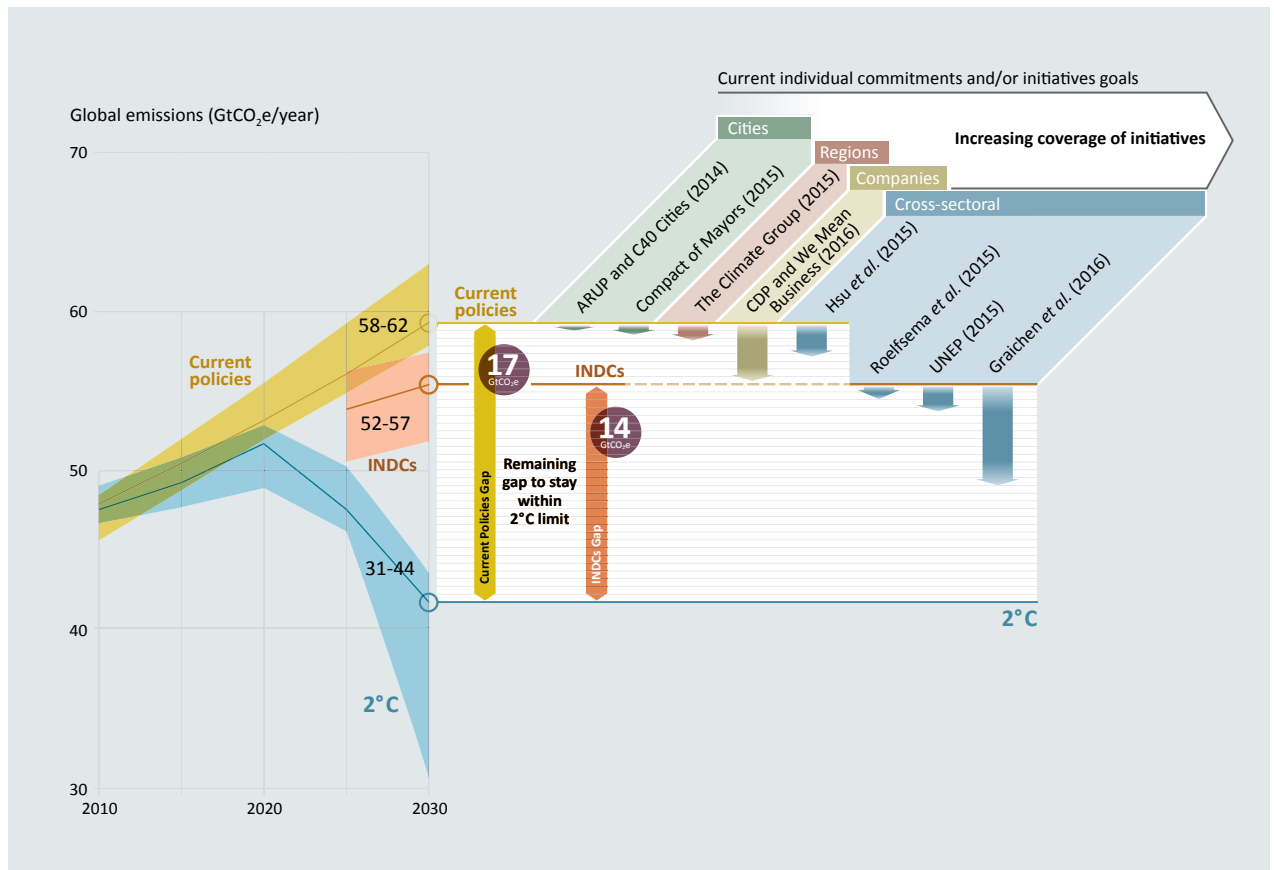 Current individual commitments and/or initiatives goals
Global emissions (GtCO₂e/year)
Increasing coverage of initiatives
Cities
Regions
Companies
Cross-sectoral
ARUP and C40 Cities (2014)
Compact of Mayors (2015)
The Climate Group (2015)
CDP and We Mean
Business (2016)
Hsu et al. (2015)
Roelfsema et al. (2015)
UNEP (2015)
Graichen et al. (2016)
70
60
50
40
30
2010
2020
2030
Current
policies
58-62
52-57
INDCs
31-44
2°C
Current
policies
17
GtCO₂e
INDCs
14
GtCO₂e
Remaining
gap to stay
within
2°C limit
Current Policies Gap
INDCs Gap
2°C